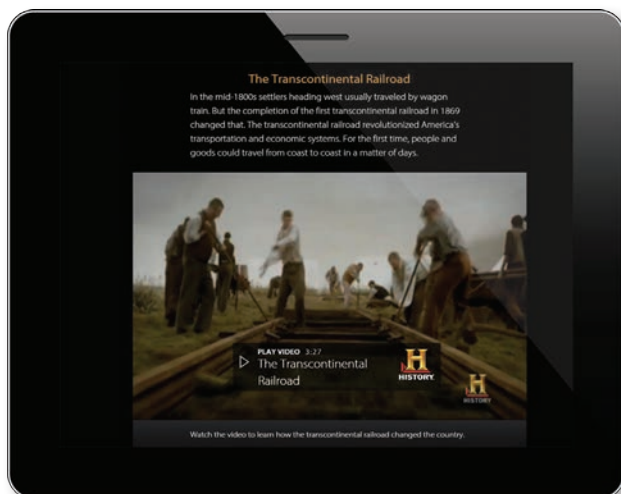 The Transcontinental Railroad
In the mid-1800s settlers heading west usually traveled by wagon
train. But the completion of the first transcontinental railroad in 1869
changed that. The transcontinental railroad revolutionized America's
transportation and economic systems. For the first time, people and
goods could travel from coast to coast in a matter of days.
PLAY VIDEO 3:27
The Transcontinental
Railroad
H
HISTORY
H
HISTORY
Watch the video to learn how the transcontinental railroad changed the country.